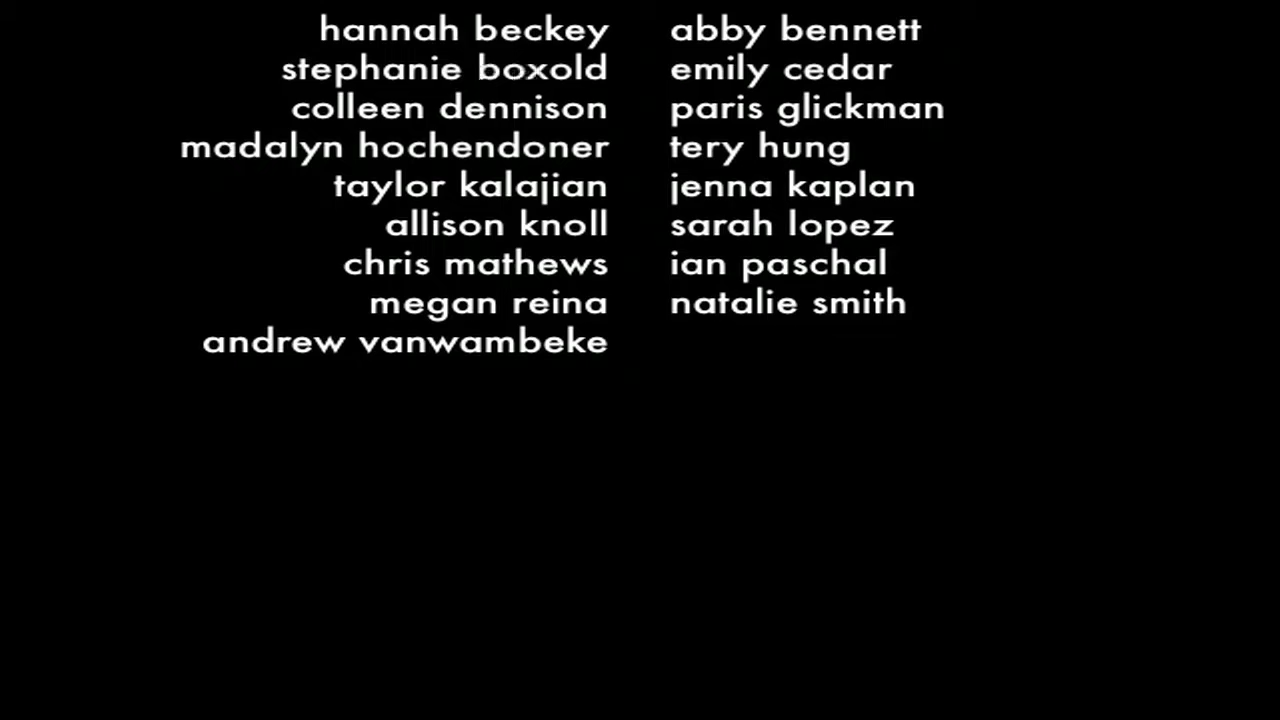 hannah beckey abby bennett
stephanie boxold emily cedar
colleen dennison paris glickman
madalyn hochendoner tery hung
taylor kalajian jenna kaplan
allison knoll sarah lopez
chris mathews ian paschal
megan reina natalie smith
andrew vanwambeke